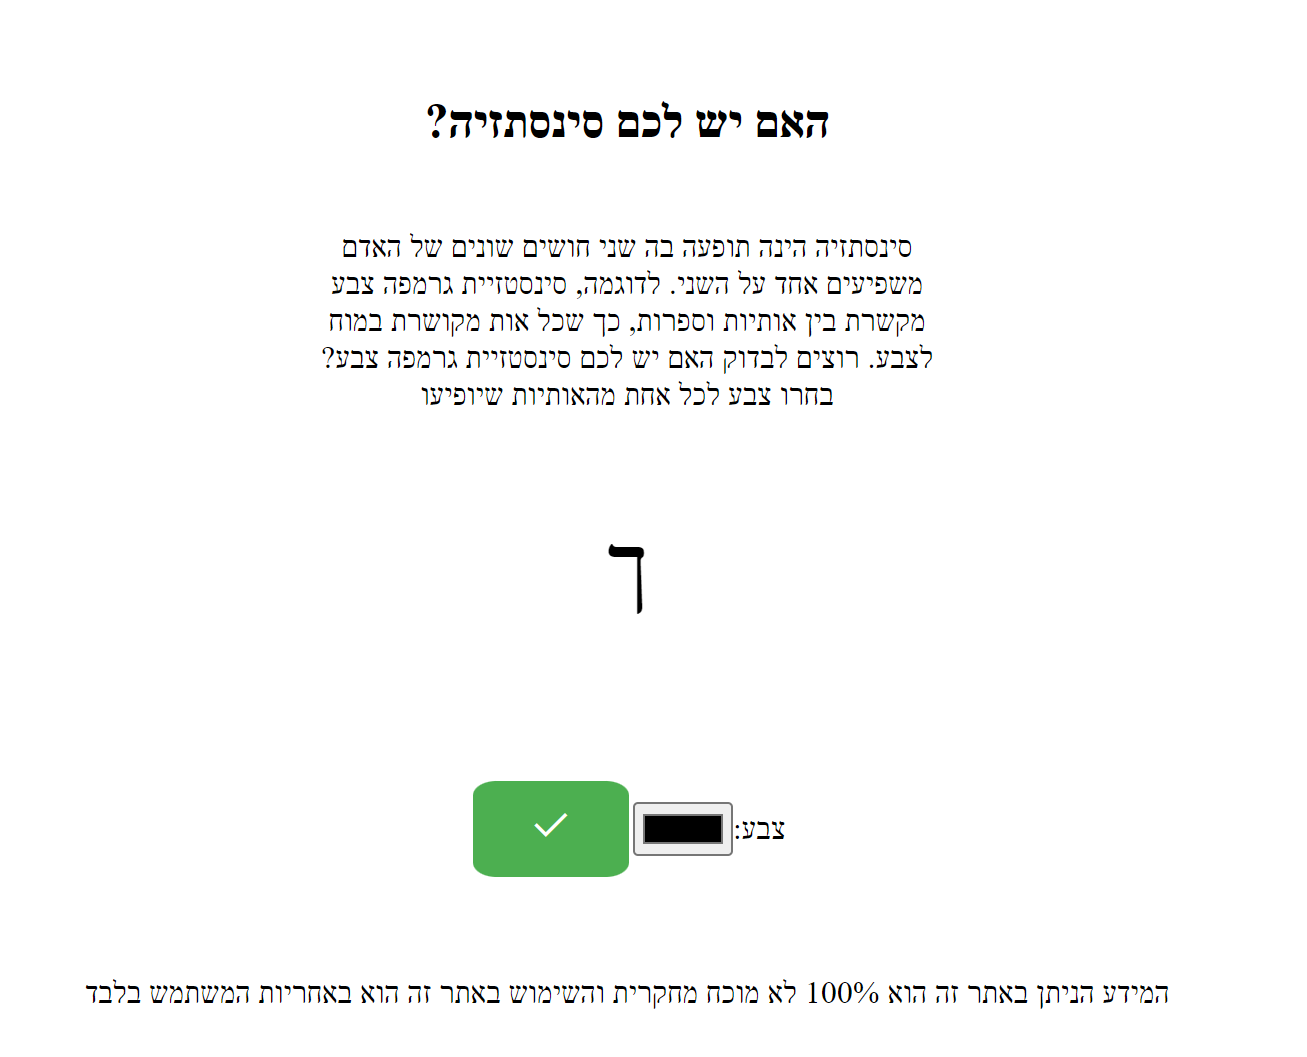 האם יש לכם סינסתזיה?
סינסתזיה הינה תופעה בה שני חושים שונים של האדם
משפיעים אחד על השני. לדוגמה, סינסטזיית גרמפה צבע
מקשרת בין אותיות וספרות, כך שכל אות מקושרת במוח
לצבע. רוצים לבדוק האם יש לכם סינסטזיית גרמפה צבע?
בחרו צבע לכל אחת מהאותיות שיופיעו
ד
צבע:
המידע הניתן באתר זה הוא 100% לא מוכח מחקרית והשימוש באתר זה הוא באחריות המשתמש בלבד